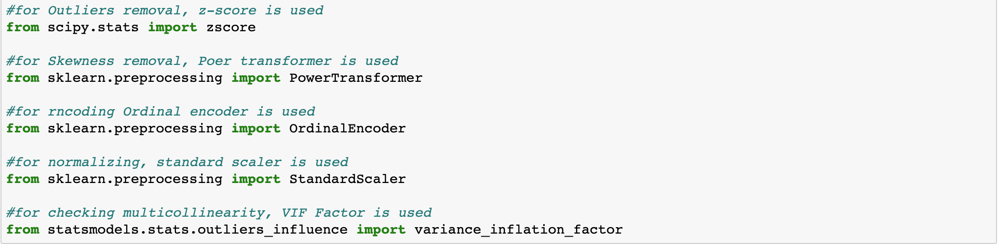 #for Outliers removal, z-score is used
from scipy.stats import zscore
#for Skewness removal, Poer transformer is used
from sklearn.preprocessing import PowerTransformer
#for rncoding Ordinal encoder is used
from sklearn.preprocessing import OrdinalEncoder
#for normalizing, standard scaler is used
from sklearn.preprocessing import StandardScaler
#for checking multicollinearity, VIF Factor is used
from statsmodels.stats.outliers_influence import variance_inflation_factor